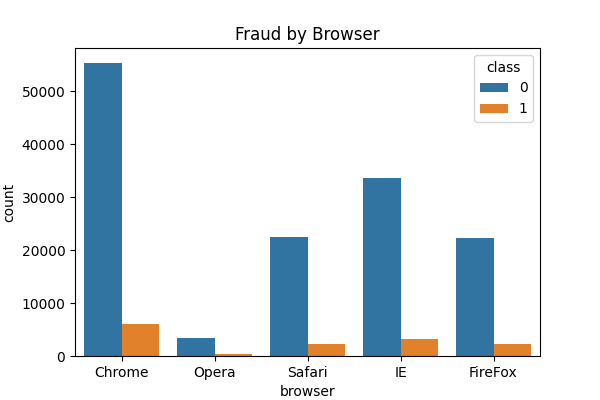 Fraud by Browser
class
0
1
50000
40000
30000
20000
10000
0
count
Chrome Opera Safari IE FireFox
browser